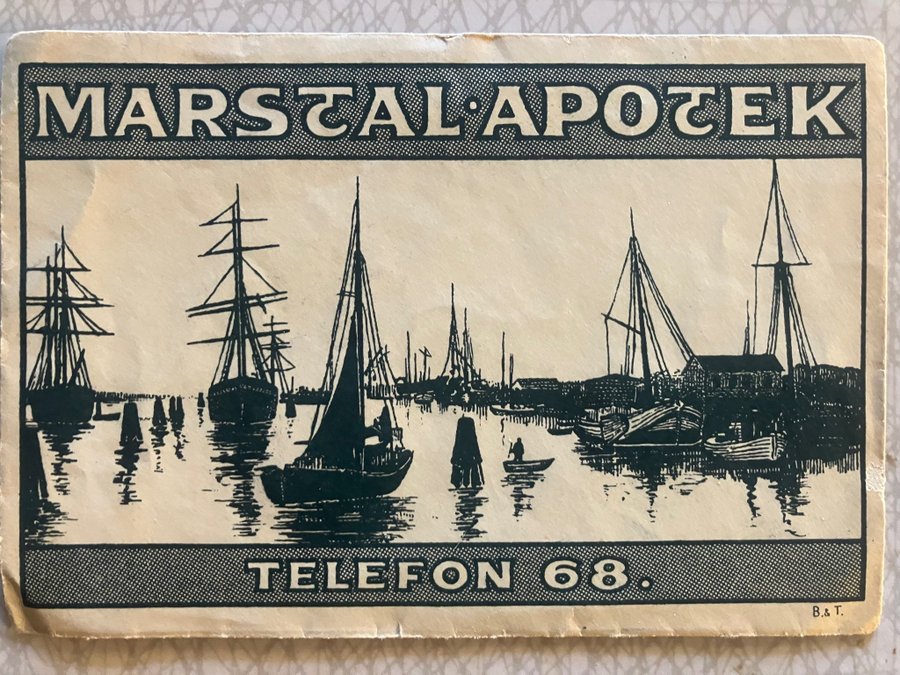 MARSTAL·APOTEK
TELEFON 68.
B. & T.